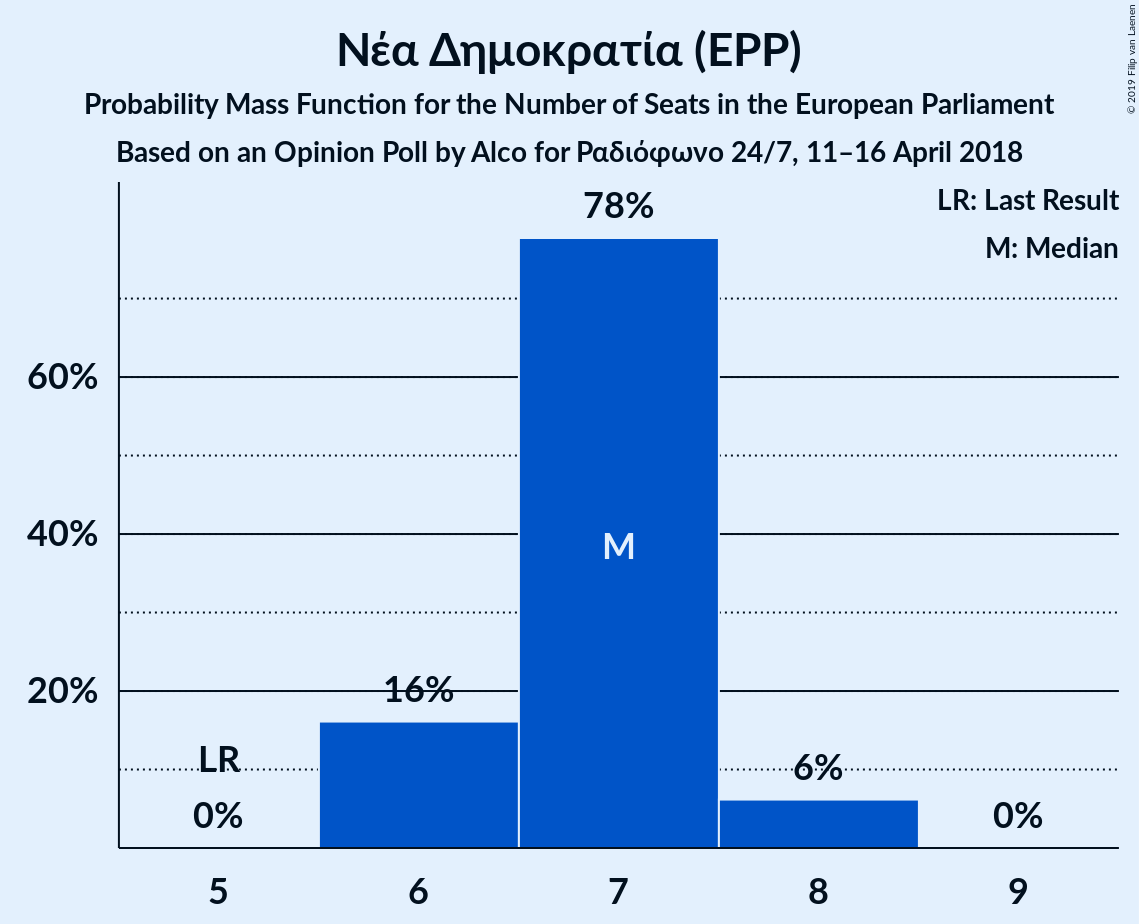 Νέα Δημοκρατία (EPP)
Probability Mass Function for the Number of Seats in the European Parliament
Based on an Opinion Poll by Alco for Ραδιόφωνο 24/7, 11–16 April 2018
© 2019 Filip van Laenen
LR: Last Result
M: Median
78%
60%
40%
M
20%
16%
LR
6%
0%
0%
5 6 7 8 9